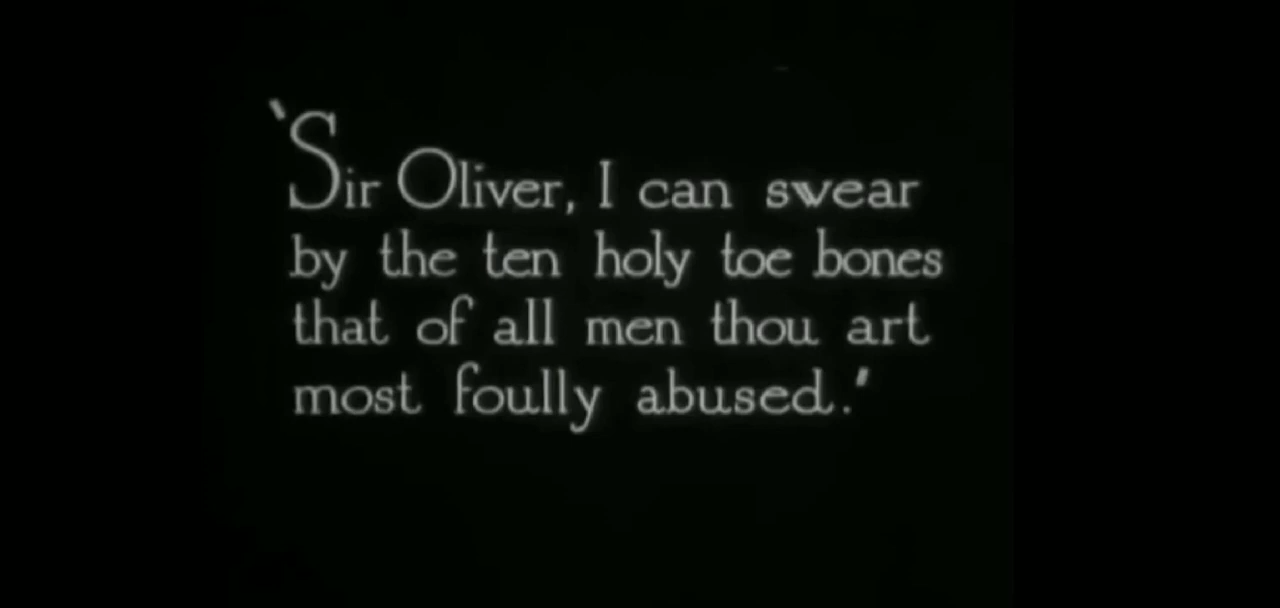 'Sir Oliver, I can swear
by the ten holy toe bones
that of all men thou art
most foully abused.'